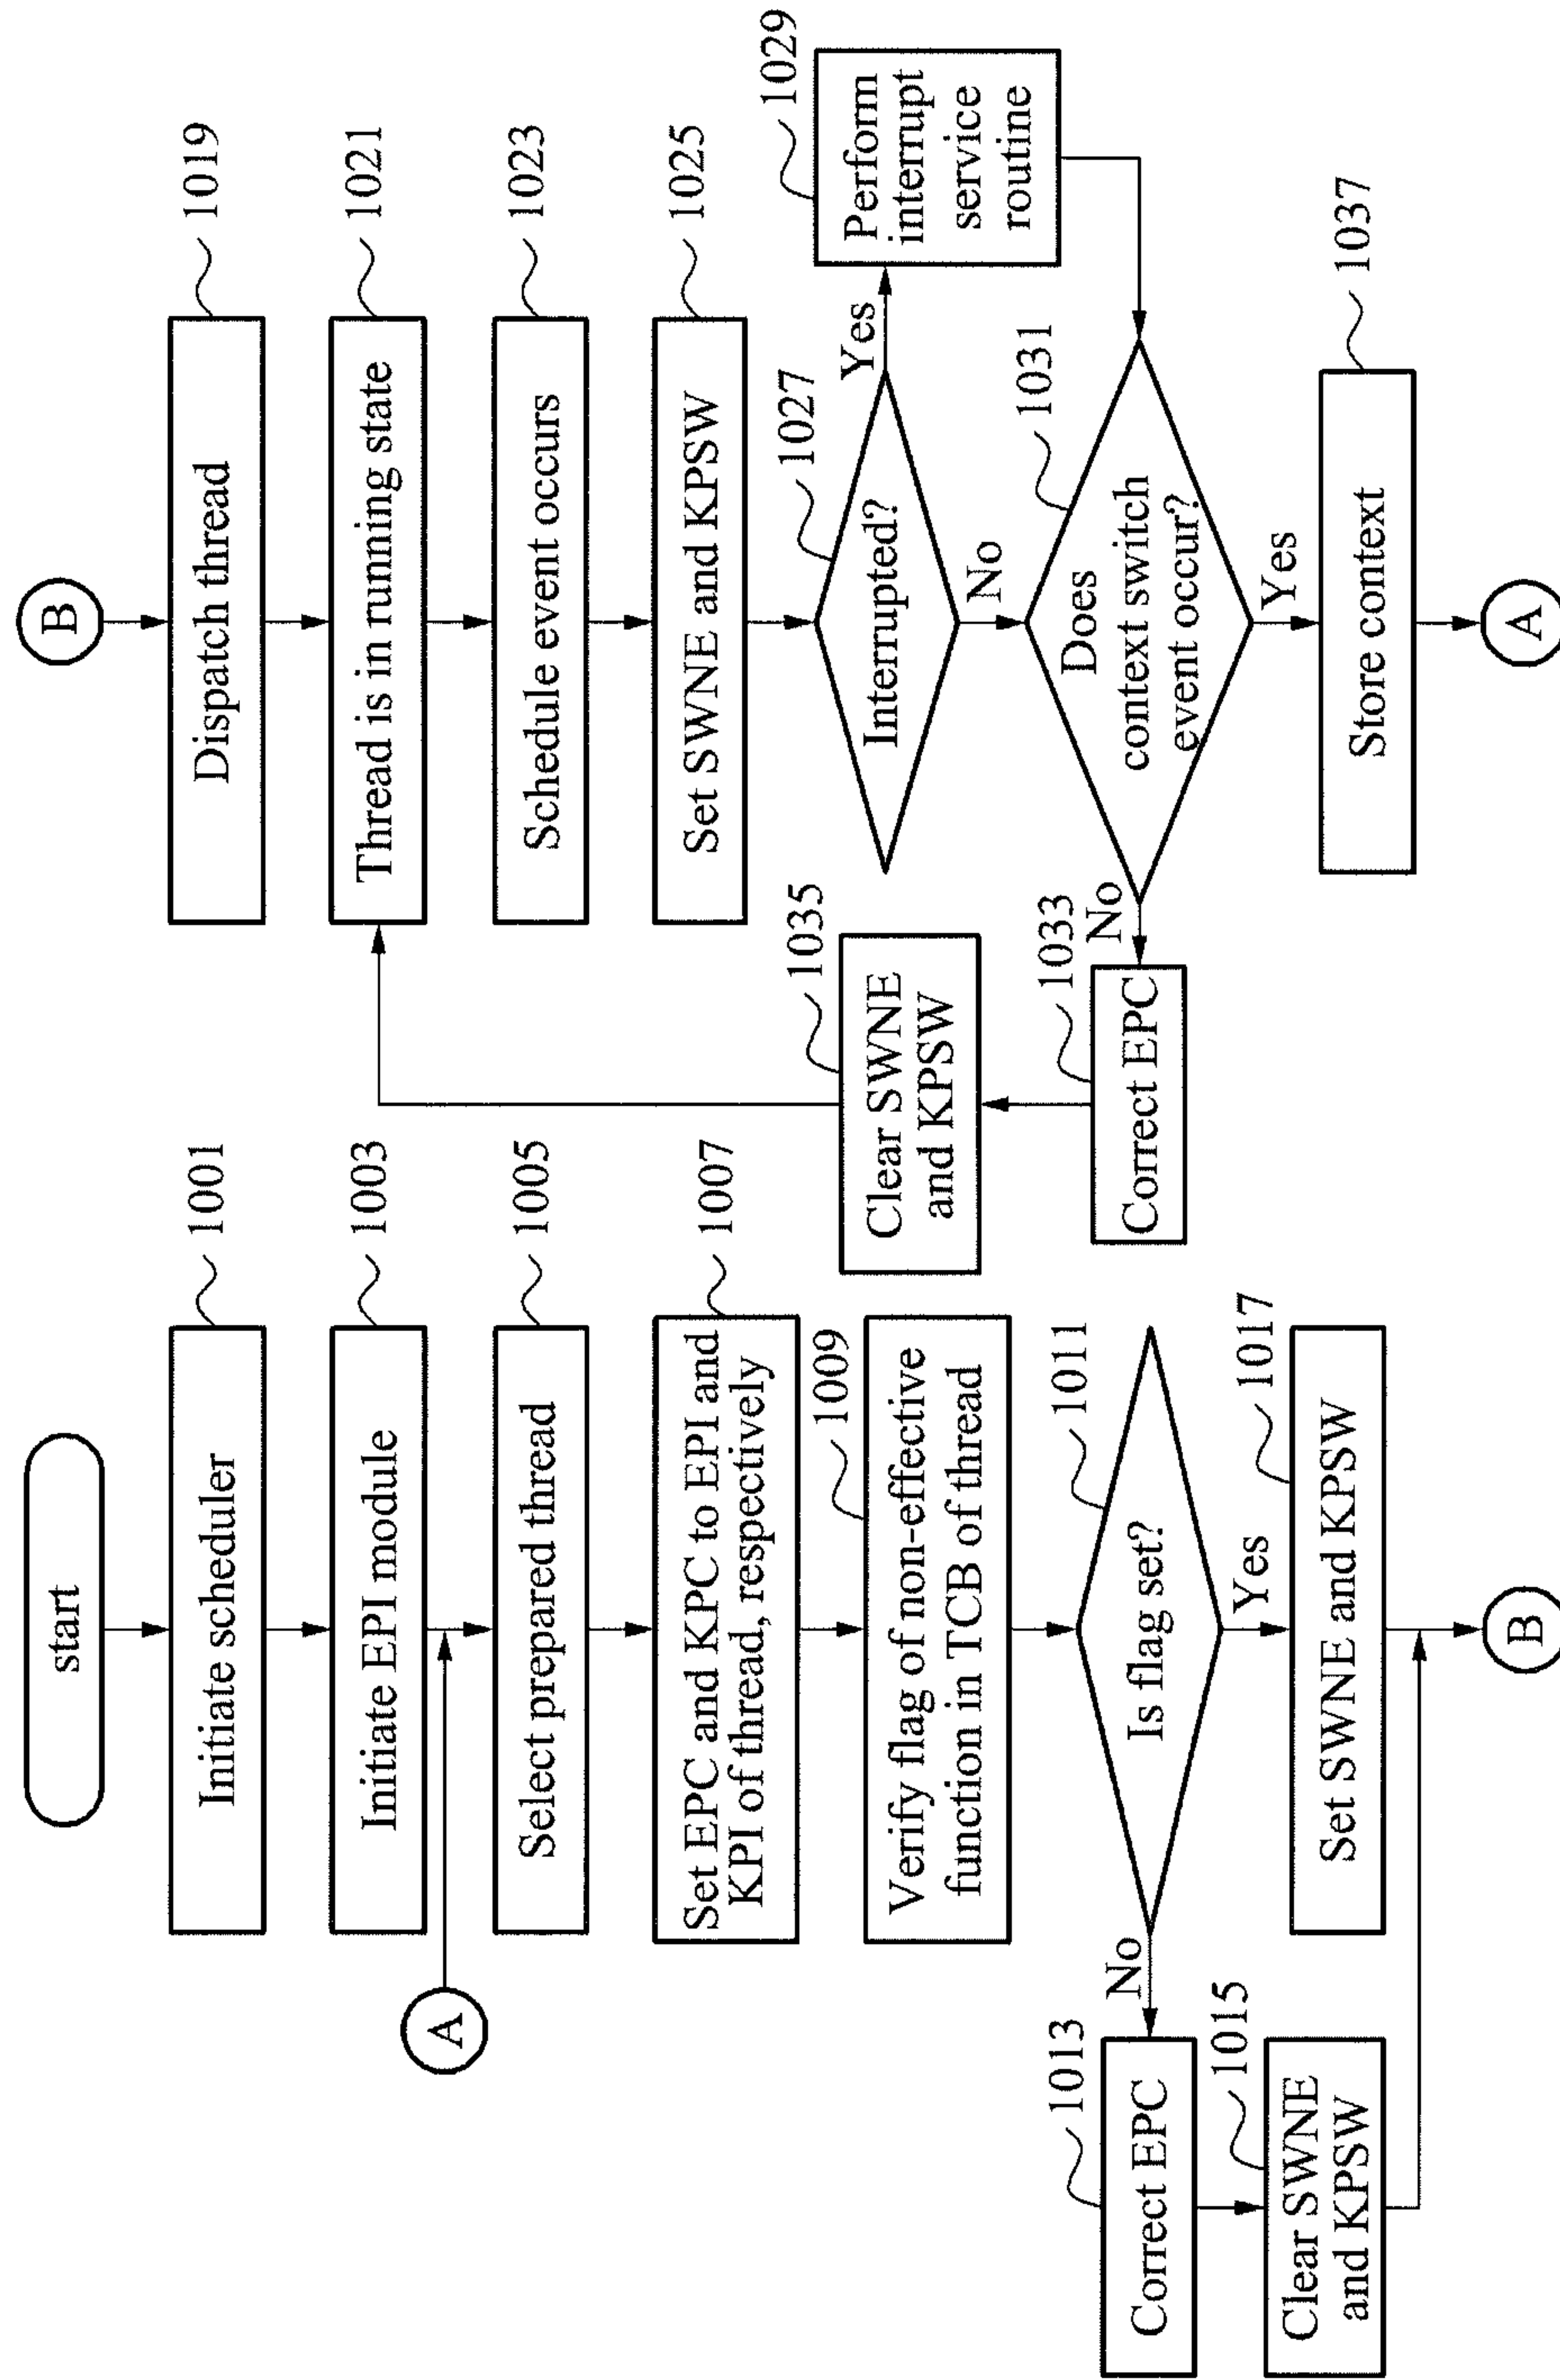 start
Initiate scheduler
1001
Initiate EPI module
1003
A
Select prepared thread
1005
Set EPC and KPC to EPI and
KPI of thread, respectively
1007
Verify flag of non-effective
function in TCB of thread
1009
Is flag set?
1011
No
Yes
Correct EPC
1013
Clear SWNE
and KPSW
1015
Set SWNE and KPSW
1017
B
B
Dispatch thread
1019
Thread is in running state
1021
Schedule event occurs
1023
Set SWNE and KPSW
1025
Interrupted?
1027
Yes
No
Perform
interrupt
service
routine
1029
Does
context switch
event occur?
1031
No
Yes
Correct EPC
1033
Clear SWNE
and KPSW
1035
Store context
1037
A